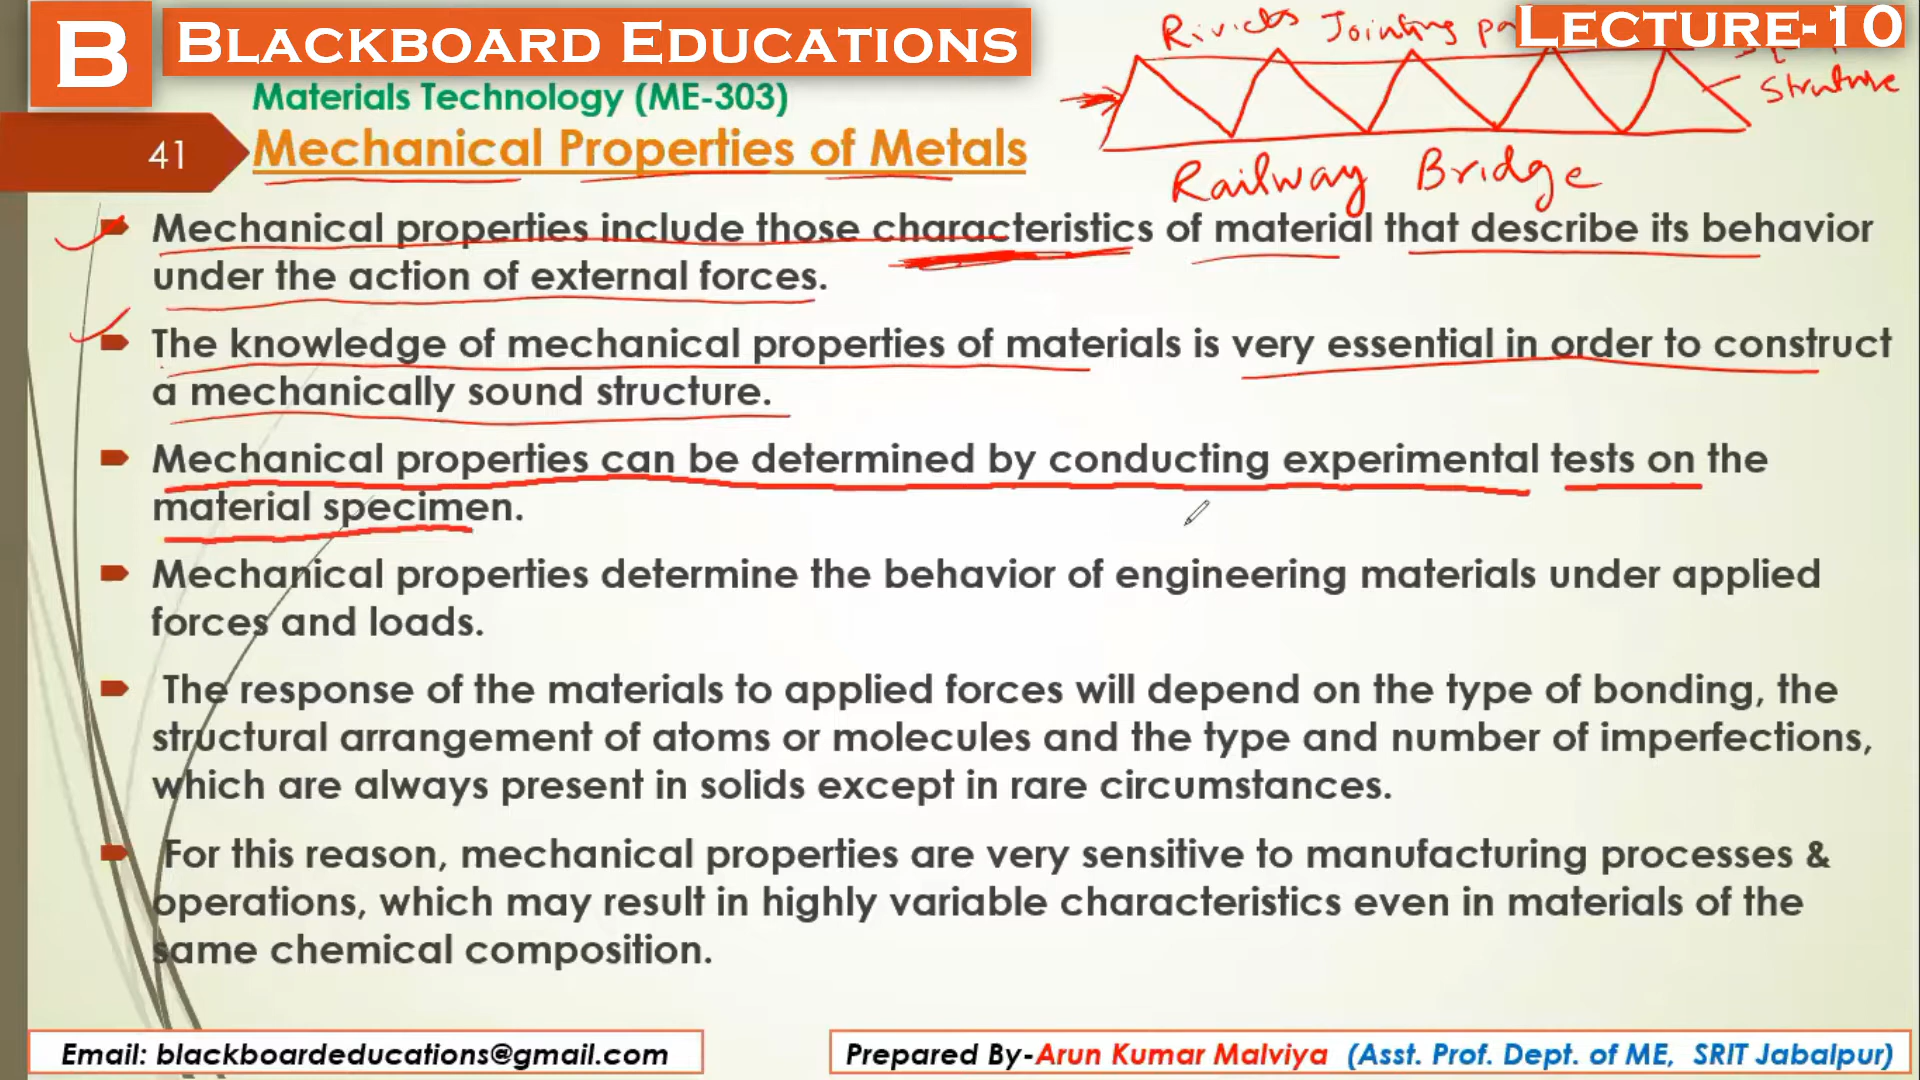 B BLACKBOARD EDUCATIONS
LECTURE-10
Rivets Jointing
Structure
Materials Technology (ME-303)
41
Mechanical Properties of Metals
Railway Bridge
Mechanical properties include those characteristics of material that describe its behavior
under the action of external forces.
The knowledge of mechanical properties of materials is very essential in order to construct
a mechanically sound structure.
Mechanical properties can be determined by conducting experimental tests on the
material specimen.
Mechanical properties determine the behavior of engineering materials under applied
forces and loads.
The response of the materials to applied forces will depend on the type of bonding, the
structural arrangement of atoms or molecules and the type and number of imperfections,
which are always present in solids except in rare circumstances.
For this reason, mechanical properties are very sensitive to manufacturing processes &
operations, which may result in highly variable characteristics even in materials of the
same chemical composition.
Email: blackboardeducations@gmail.com
Prepared By-Arun Kumar Malviya (Asst. Prof. Dept. of ME, SRIT Jabalpur)